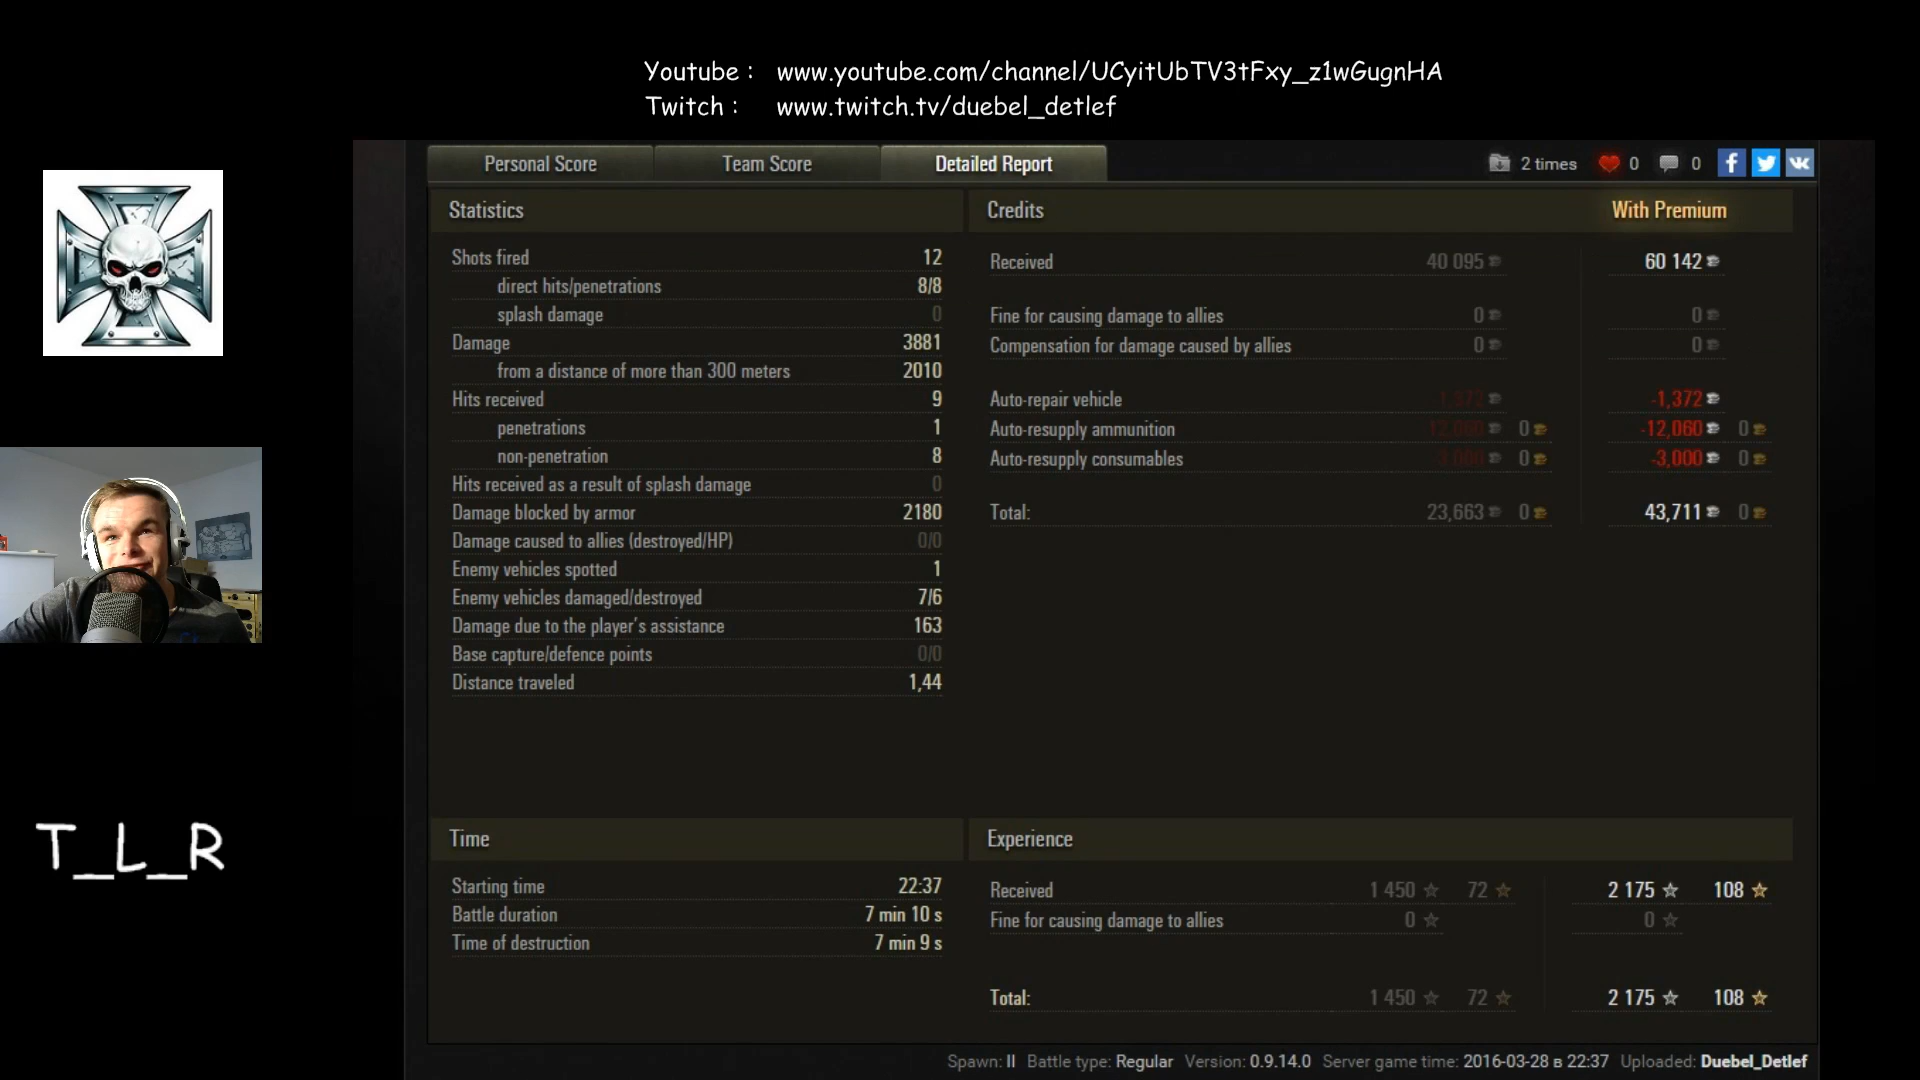 Youtube : www.youtube.com/channel/UCyitUbTV3tFxy_z1wGugnHA
Twitch : www.twitch.tv/duebel_detlef
Personal Score Team Score Detailed Report 2 times 0 0
Statistics
Shots fired 12
direct hits/penetrations 8/8
splash damage 0
Damage 3881
from a distance of more than 300 meters 2010
Hits received 9
penetrations 1
non-penetration 8
Hits received as a result of splash damage 0
Damage blocked by armor 2180
Damage caused to allies (destroyed/HP) 0/0
Enemy vehicles spotted 1
Enemy vehicles damaged/destroyed 7/6
Damage due to the player's assistance 163
Base capture/defence points 0/0
Distance traveled 1,44
Credits With Premium
Received 40 095 60 142
Fine for causing damage to allies 0 0
Compensation for damage caused by allies 0 0
Auto-repair vehicle -1,372 -1,372
Auto-resupply ammunition -12,060 0 -12,060 0
Auto-resupply consumables -3,000 0 -3,000 0
Total: 23,663 0 43,711 0
Time
Starting time 22:37
Battle duration 7 min 10 s
Time of destruction 7 min 9 s
Experience
Received 1 450 72 2 175 108
Fine for causing damage to allies 0 0
Total: 1 450 72 2 175 108
T_L_R
Spawn: II Battle type: Regular Version: 0.9.14.0 Server game time: 2016-03-28 в 22:37 Uploaded: Duebel_Detlef